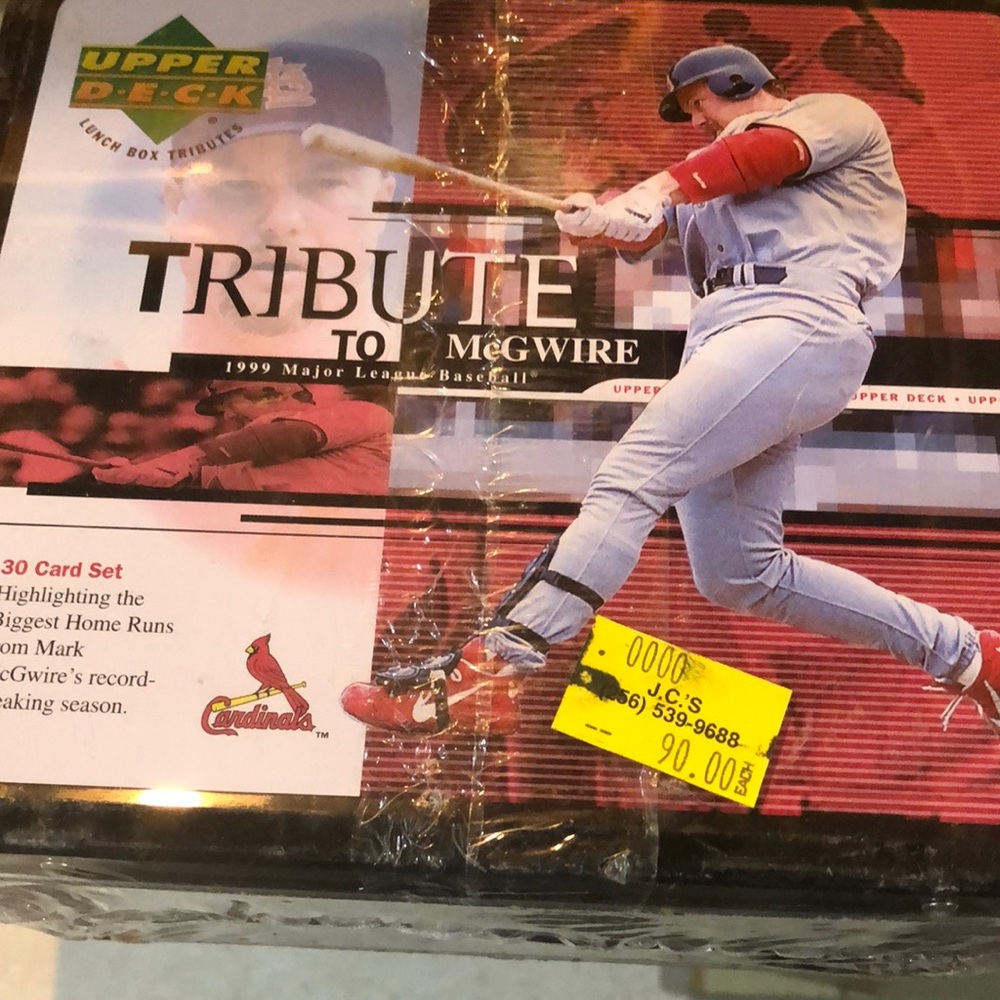 UPPER
D·E·C·K
®
LUNCH BOX TRIBUTES
TRIBUTE
TO McGWIRE
1999 Major League Baseball®
UPPER
UPPER DECK • UPP
30 Card Set
Highlighting the
Biggest Home Runs
om Mark
cGwire's record-
eaking season.
Cardinals™
0000
J.C.'S
56) 539-9688
90.00
EACH